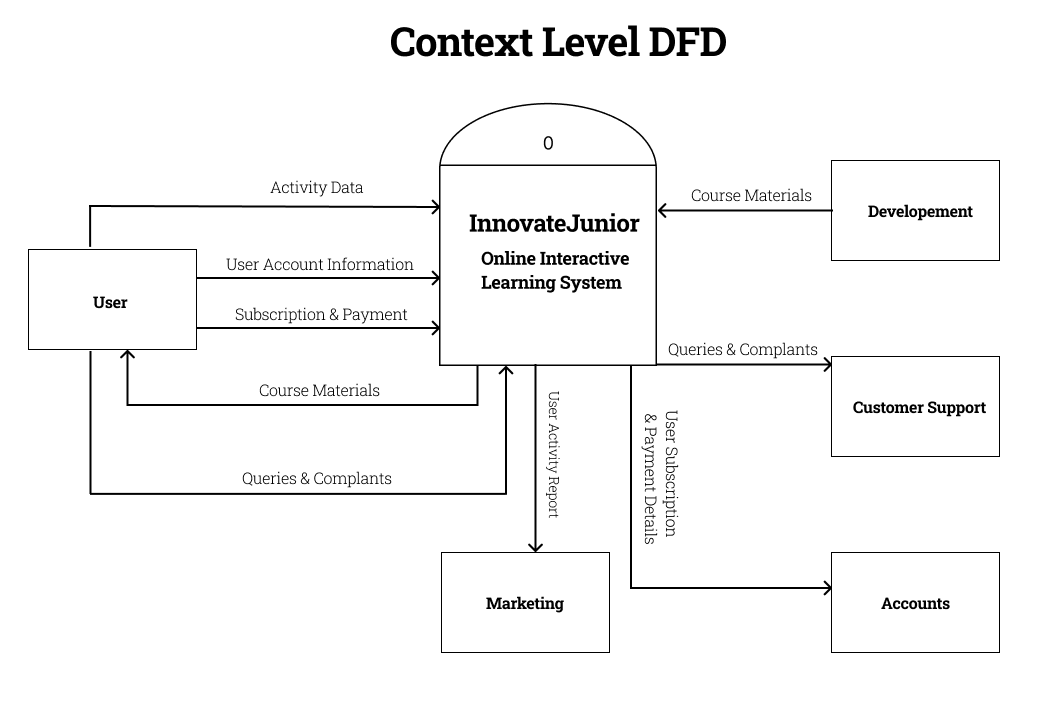 Context Level DFD
0
Activity Data
Course Materials
InnovateJunior
Developement
Online Interactive
Learning System
User Account Information
User
Subscription & Payment
Queries & Complants
Course Materials
Customer Support
User Activity Report
User Subscription
& Payment Details
Queries & Complants
Marketing
Accounts